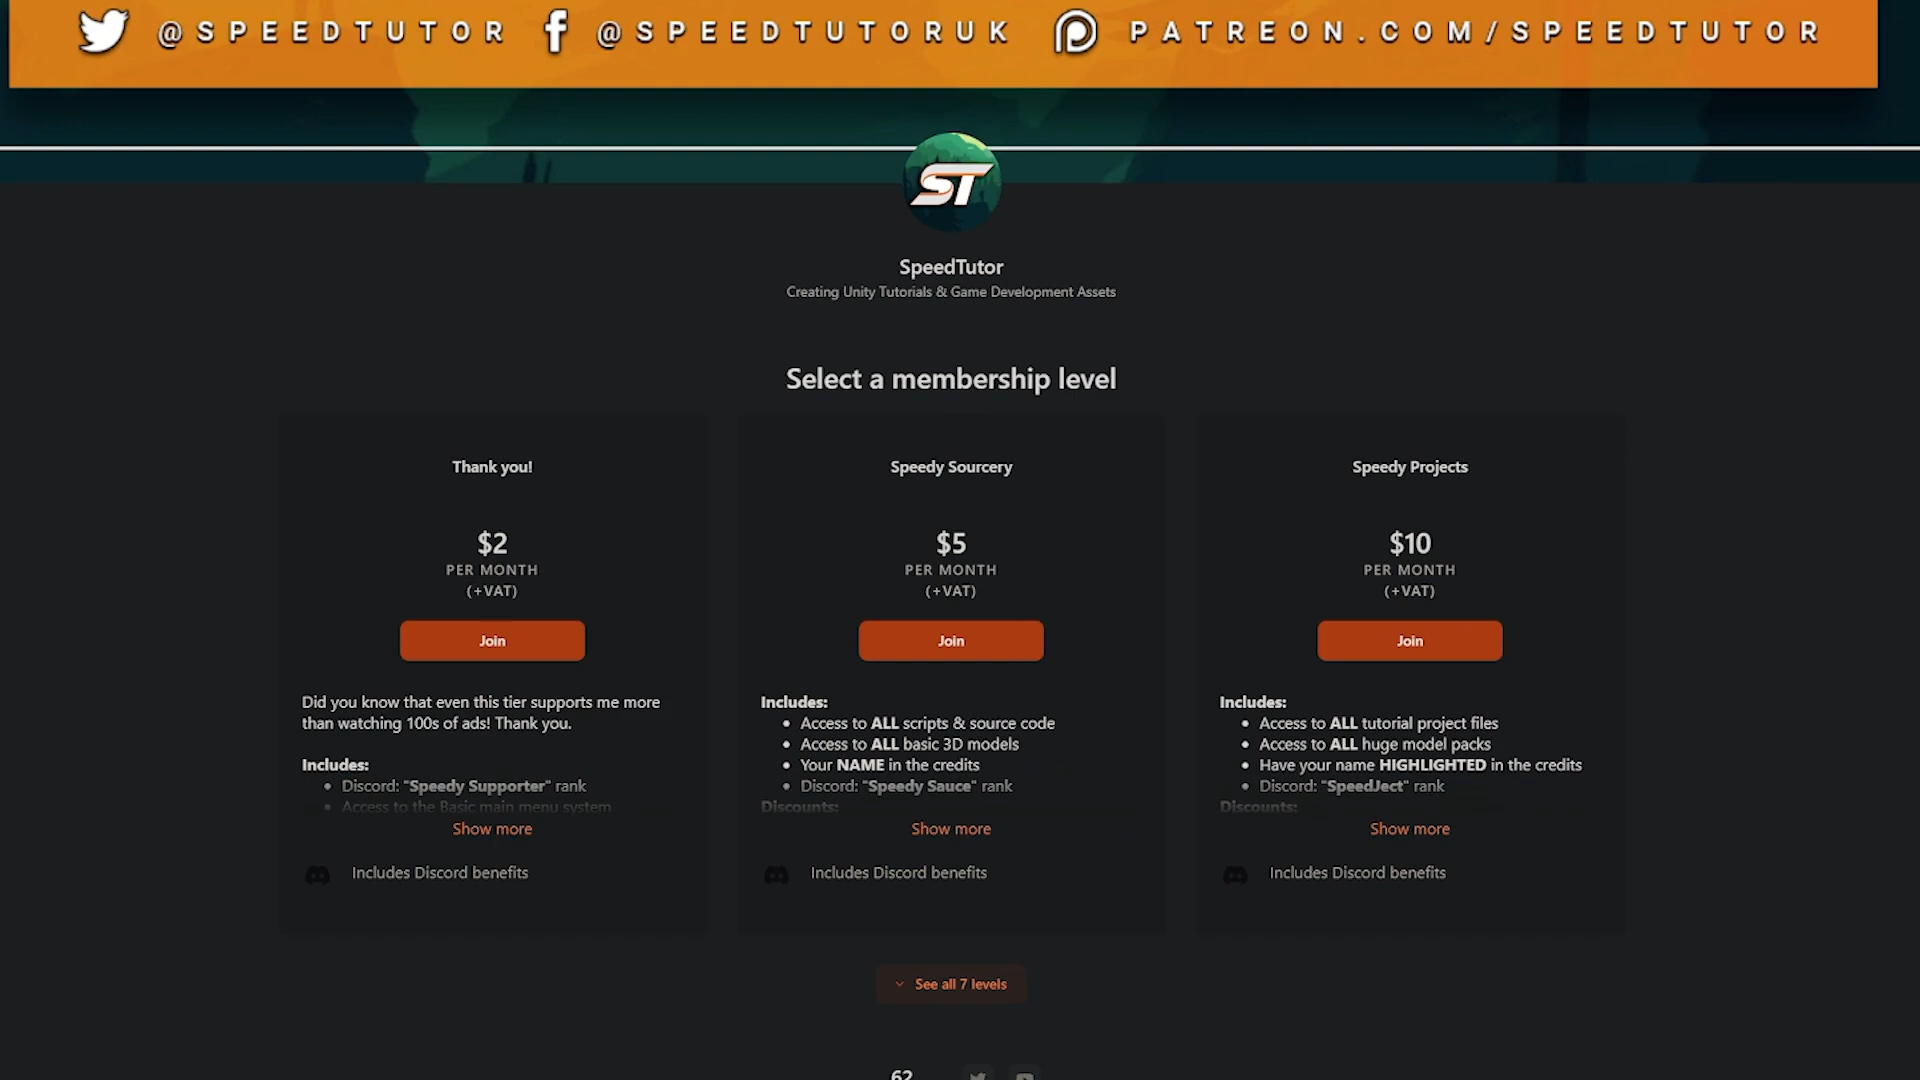 @SPEEDTUTOR @SPEEDTUTORUK PATREON.COM/SPEEDTUTOR
ST
SpeedTutor
Creating Unity Tutorials & Game Development Assets
Select a membership level
Thank you!
$2
PER MONTH
(+VAT)
Join
Did you know that even this tier supports me more
than watching 100s of ads! Thank you.
Includes:
• Discord: "Speedy Supporter" rank
• Access to the Basic main menu system
Show more
Includes Discord benefits
Speedy Sourcery
$5
PER MONTH
(+VAT)
Join
Includes:
• Access to ALL scripts & source code
• Access to ALL basic 3D models
• Your NAME in the credits
• Discord: "Speedy Sauce" rank
Discounts:
Show more
Includes Discord benefits
Speedy Projects
$10
PER MONTH
(+VAT)
Join
Includes:
• Access to ALL tutorial project files
• Access to ALL huge model packs
• Have your name HIGHLIGHTED in the credits
• Discord: "SpeedJect" rank
Discounts:
Show more
Includes Discord benefits
See all 7 levels
62